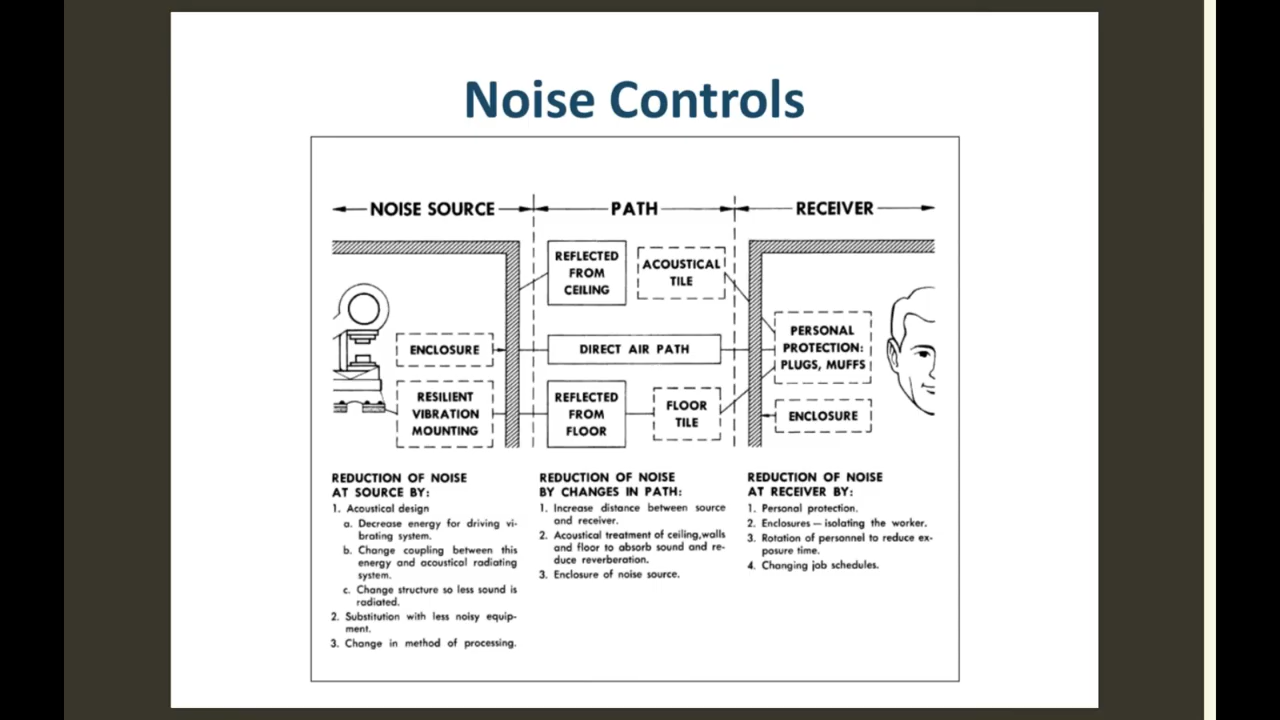 Noise Controls
NOISE SOURCE
PATH
RECEIVER
ENCLOSURE
RESILIENT
VIBRATION
MOUNTING
REFLECTED
FROM
CEILING
ACOUSTICAL
TILE
DIRECT AIR PATH
REFLECTED
FROM
FLOOR
FLOOR
TILE
PERSONAL
PROTECTION:
PLUGS, MUFFS
ENCLOSURE
REDUCTION OF NOISE
AT SOURCE BY:
1. Acoustical design
a. Decrease energy for driving vi-
brating system.
b. Change coupling between this
energy and acoustical radiating
system.
c. Change structure so less sound is
radiated.
2. Substitution with less noisy equip-
ment.
3. Change in method of processing.
REDUCTION OF NOISE
BY CHANGES IN PATH:
1. Increase distance between source
and receiver.
2. Acoustical treatment of ceiling,walls
and floor to absorb sound and re-
duce reverberation.
3. Enclosure of noise source.
REDUCTION OF NOISE
AT RECEIVER BY:
1. Personal protection.
2. Enclosures — isolating the worker.
3. Rotation of personnel to reduce ex-
posure time.
4. Changing job schedules.